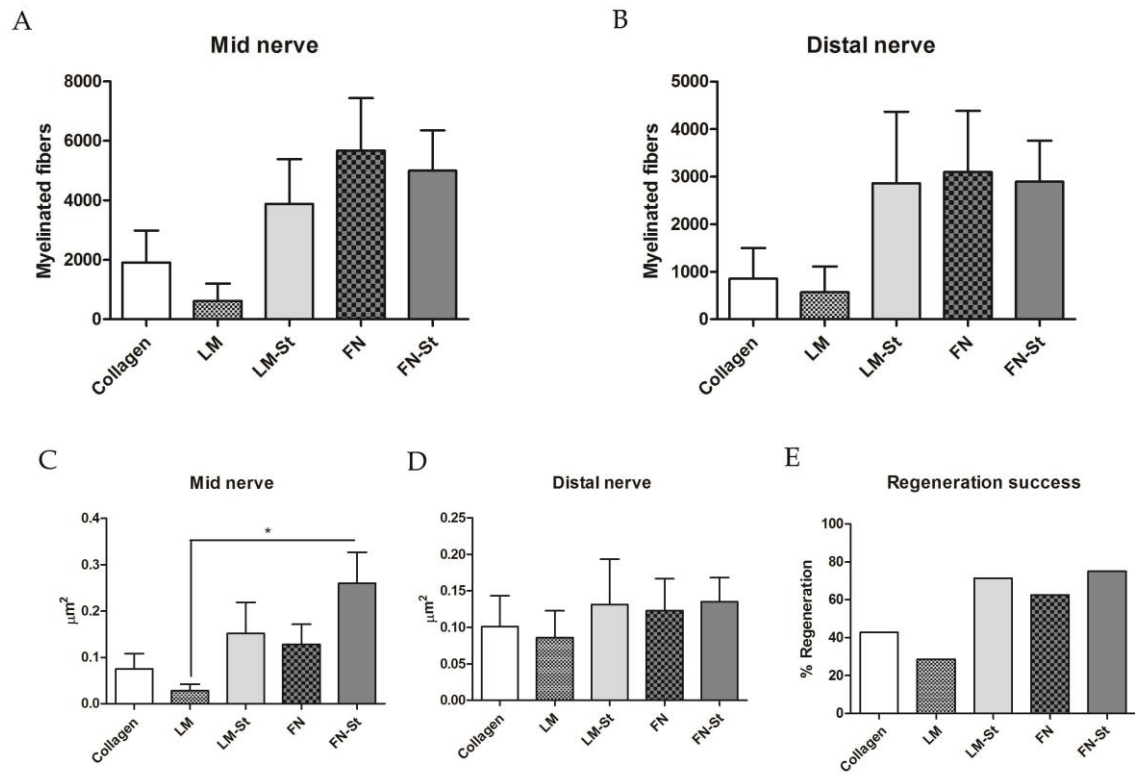 A
Mid nerve
Myelinated fibers
8000
6000
4000
2000
0
Collagen
LM
LM-St
FN
FN-St
B
Distal nerve
Myelinated fibers
5000
4000
3000
2000
1000
0
Collagen
LM
LM-St
FN
FN-St
C
Mid nerve
μm²
0.4
0.3
0.2
0.1
0.0
*
Collagen
LM
LM-St
FN
FN-St
D
Distal nerve
μm²
0.25
0.20
0.15
0.10
0.05
0.00
Collagen
LM
LM-St
FN
FN-St
E
Regeneration success
% Regeneration
100
80
60
40
20
0
Collagen
LM
LM-St
FN
FN-St